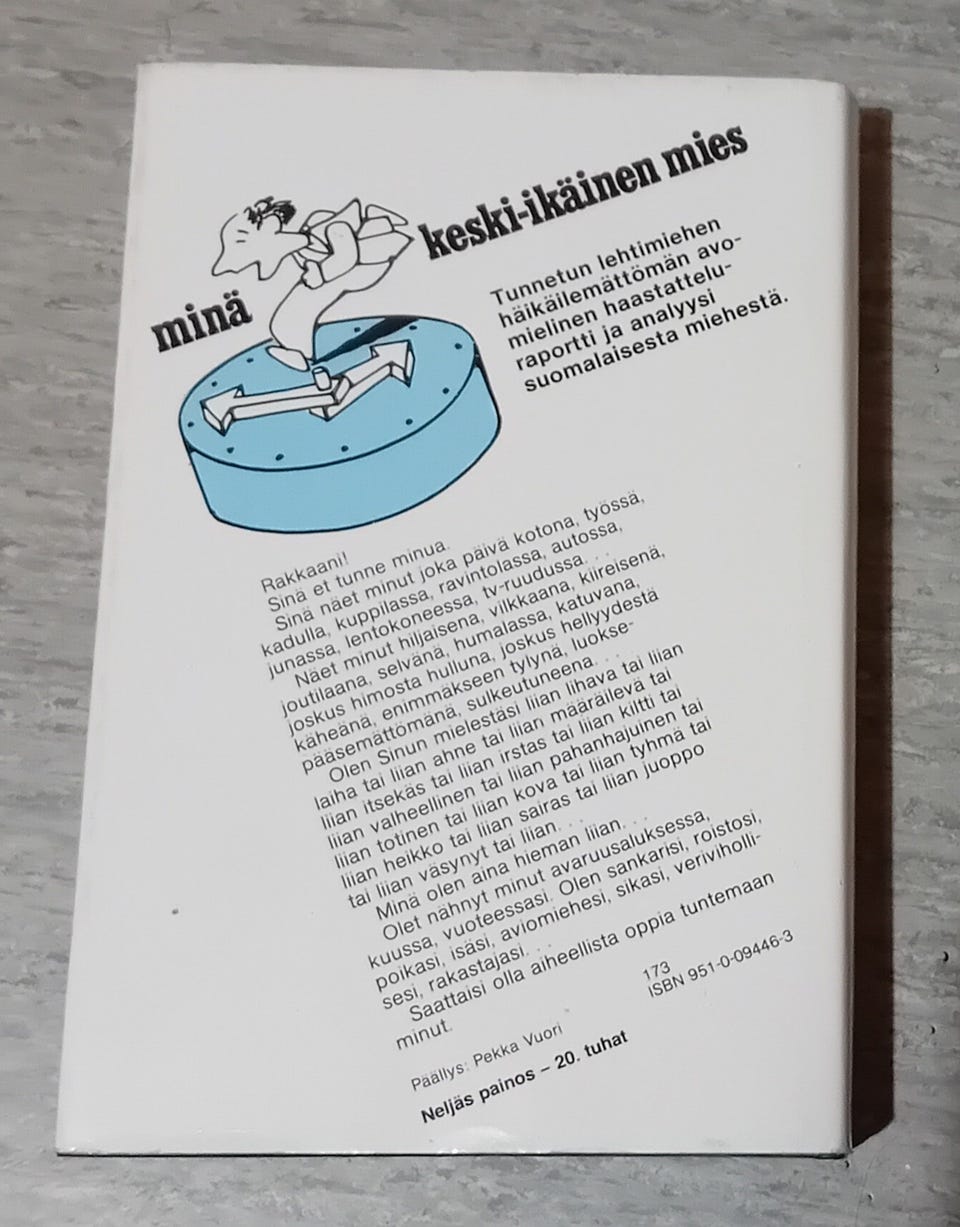 minä
keski-ikäinen mies
Tunnetun lehtimiehen
häikäilemättömän avo-
mielinen haastattelu-
raportti ja analyysi
suomalaisesta miehestä.
Rakkaani!
Sinä et tunne minua.
Sinä näet minut joka päivä kotona, työssä,
kadulla, kuppilassa, ravintolassa, autossa,
junassa, lentokoneessa, tv-ruudussa. . .
Näet minut hiljaisena, vilkkaana, kiireisenä,
joutilaana, selvänä, humalassa, katuvana,
joskus himosta hulluna, joskus hellyydestä
käheänä, enimmäkseen tylynä, luokse-
pääsemättömänä, sulkeutuneena. . .
Olen Sinun mielestäsi liian lihava tai liian
laiha tai liian ahne tai liian määräilevä tai
liian itsekäs tai liian irstas tai liian kiltti tai
liian valheellinen tai liian pahanhajuinen tai
liian totinen tai liian kova tai liian tyhmä tai
liian heikko tai liian sairas tai liian juoppo
tai liian väsynyt tai liian. . .
Minä olen aina hieman liian. . .
Olet nähnyt minut avaruusaluksessa,
kuussa, vuoteessasi. Olen sankarisi, roistosi,
poikasi, isäsi, aviomiehesi, sikasi, veriviholli-
sesi, rakastajasi. . .
Saattaisi olla aiheellista oppia tuntemaan
minut.
173
ISBN 951-0-09446-3
Päällys: Pekka Vuori
Neljäs painos – 20. tuhat